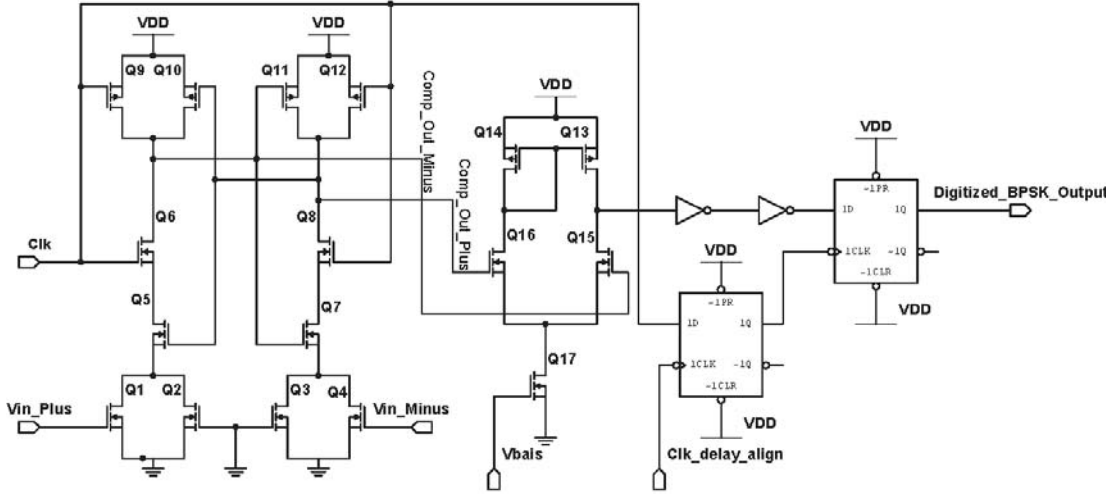 VDD
VDD
Q9
Q10
Q11
Q12
Comp_Out_Minus
Comp_Out_Plus
VDD
Q14
Q13
VDD
~1PR
1D
1Q
Digitized_BPSK_Output
Q6
Q8
Q16
Q15
Clk
VDD
1CLK
~1Q
~1CLR
VDD
Q5
Q7
~1PR
1D
1Q
Q17
1CLK
~1Q
~1CLR
VDD
Q1
Q2
Q3
Q4
Vin_Plus
Vin_Minus
Vbais
Clk_delay_align